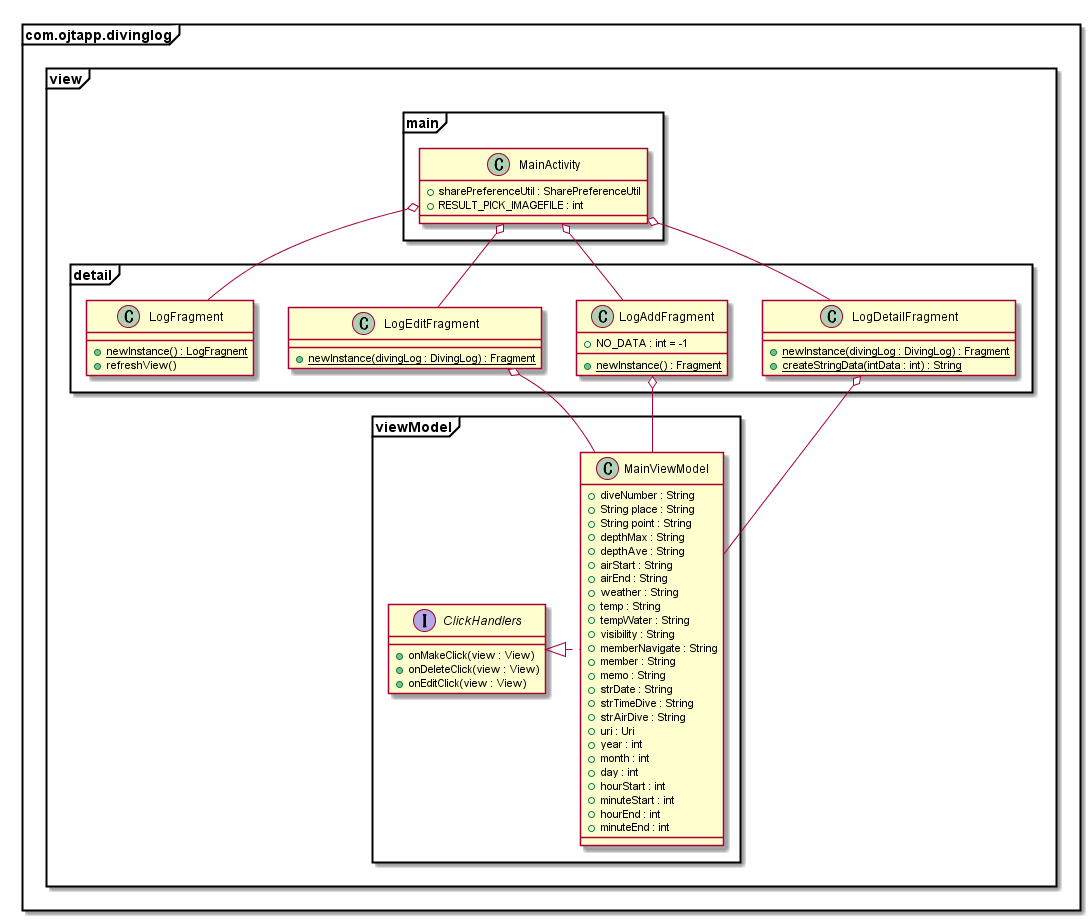 com.ojtapp.divinglog
view
main
C MainActivity
sharePreferenceUtil : SharePreferenceUtil
RESULT_PICK_IMAGEFILE : int
detail
C LogFragment
newInstance() : LogFragment
refreshView()
C LogEditFragment
newInstance(divingLog : DivingLog) : Fragment
C LogAddFragment
NO_DATA : int = -1
newInstance() : Fragment
C LogDetailFragment
newInstance(divingLog : DivingLog) : Fragment
createStringData(intData : int) : String
viewModel
C MainViewModel
diveNumber : String
String place : String
String point : String
depthMax : String
depthAve : String
airStart : String
airEnd : String
weather : String
temp : String
tempWater : String
visibility : String
memberNavigate : String
member : String
memo : String
strDate : String
strTimeDive : String
strAirDive : String
uri : Uri
year : int
month : int
day : int
hourStart : int
minuteStart : int
hourEnd : int
minuteEnd : int
I ClickHandlers
onMakeClick(view : View)
onDeleteClick(view : View)
onEditClick(view : View)